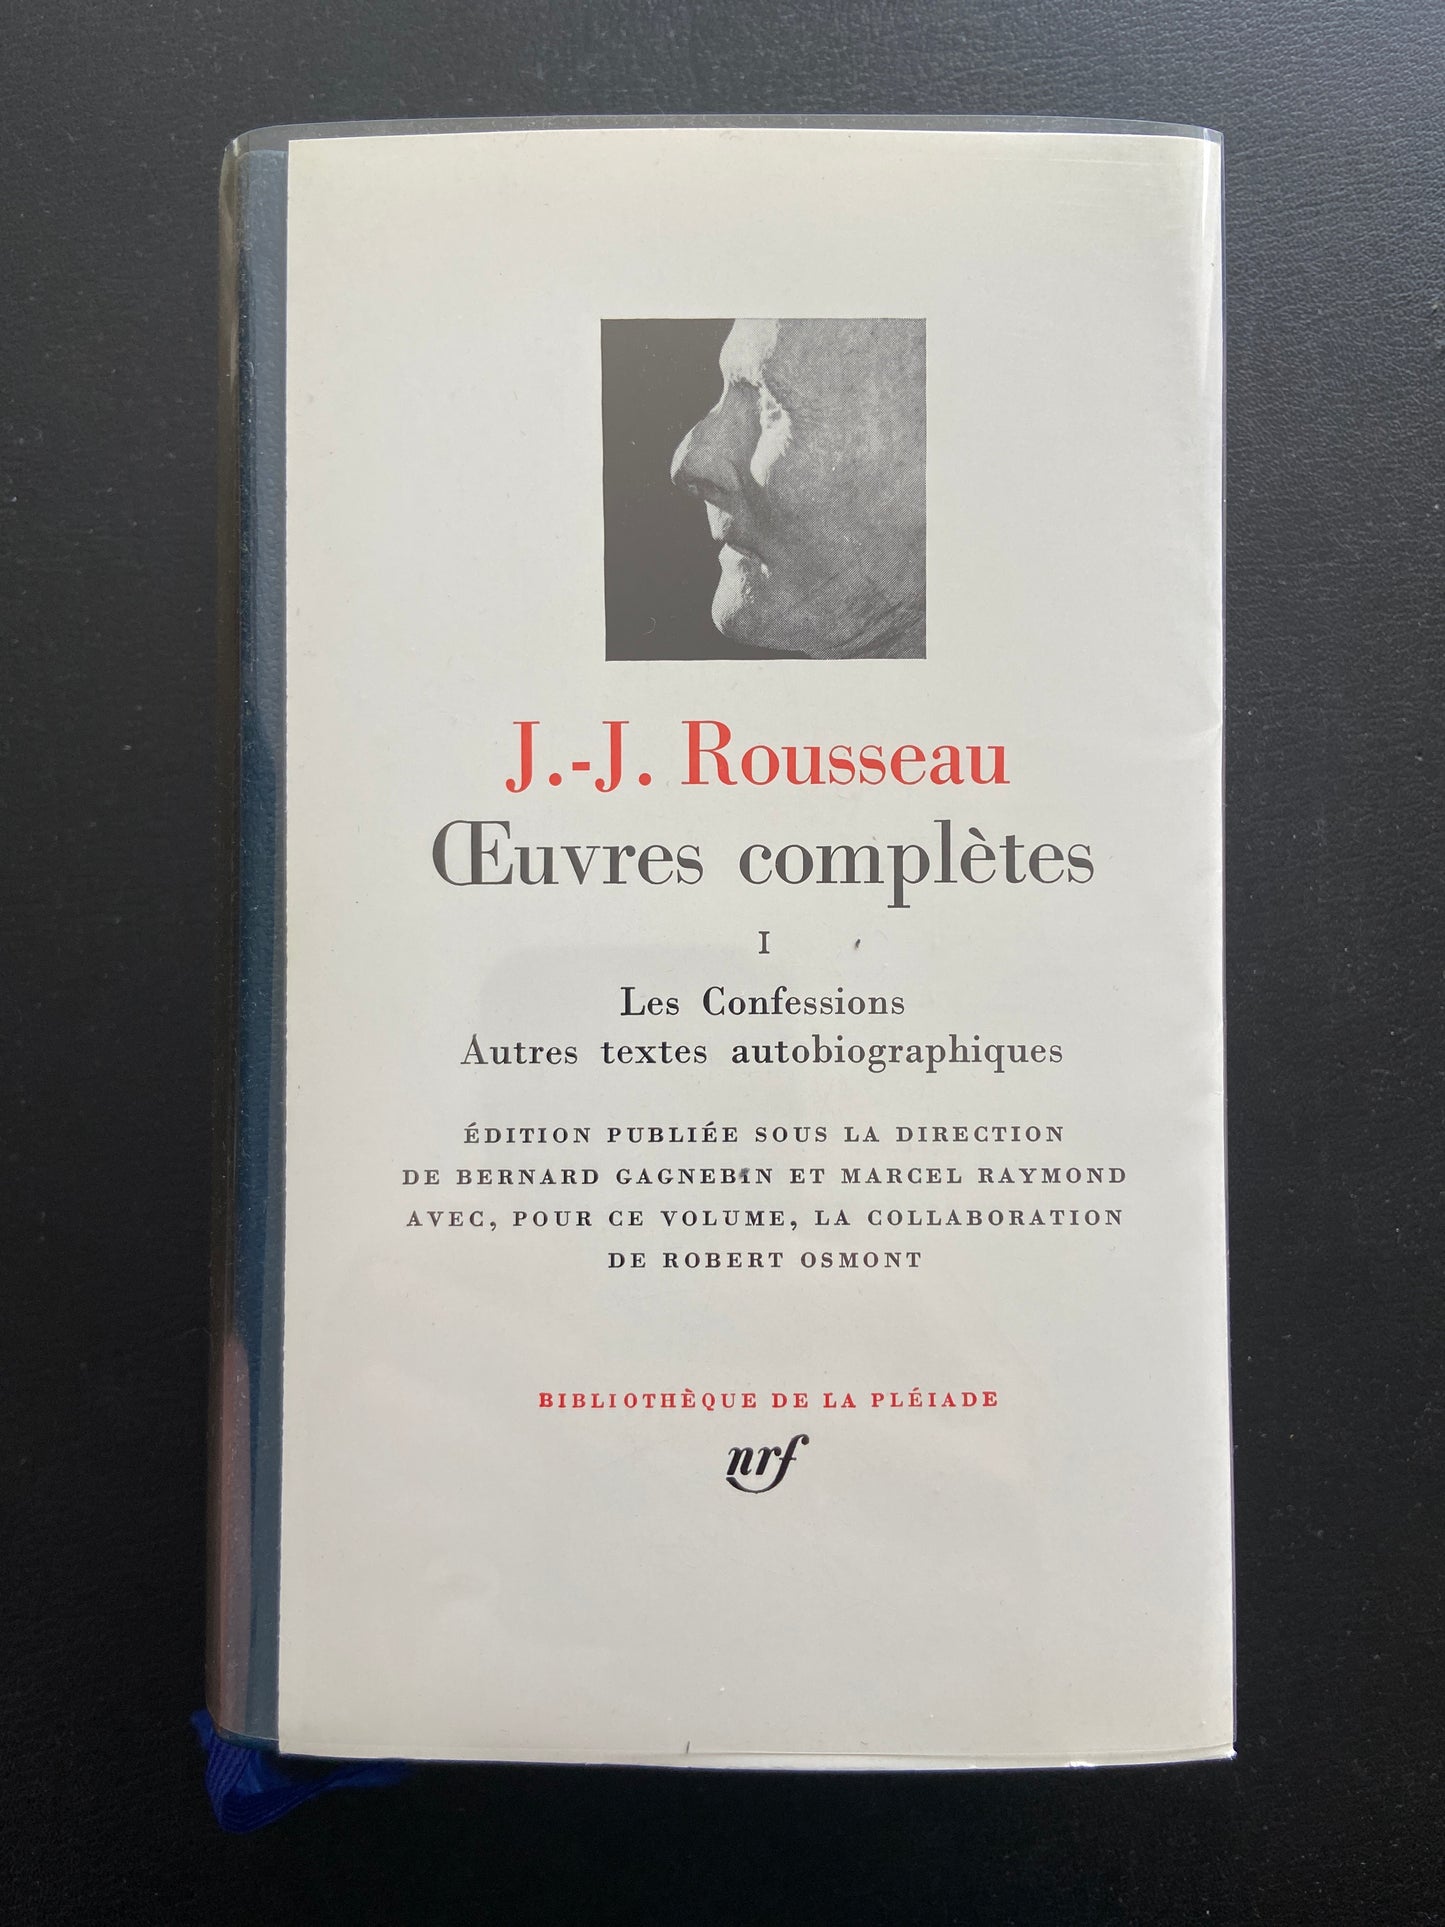 J.-J. Rousseau
Œuvres complètes
I
Les Confessions
Autres textes autobiographiques
ÉDITION PUBLIÉE SOUS LA DIRECTION
DE BERNARD GAGNEBIN ET MARCEL RAYMOND
AVEC, POUR CE VOLUME, LA COLLABORATION
DE ROBERT OSMONT
BIBLIOTHÈQUE DE LA PLÉIADE
nrf